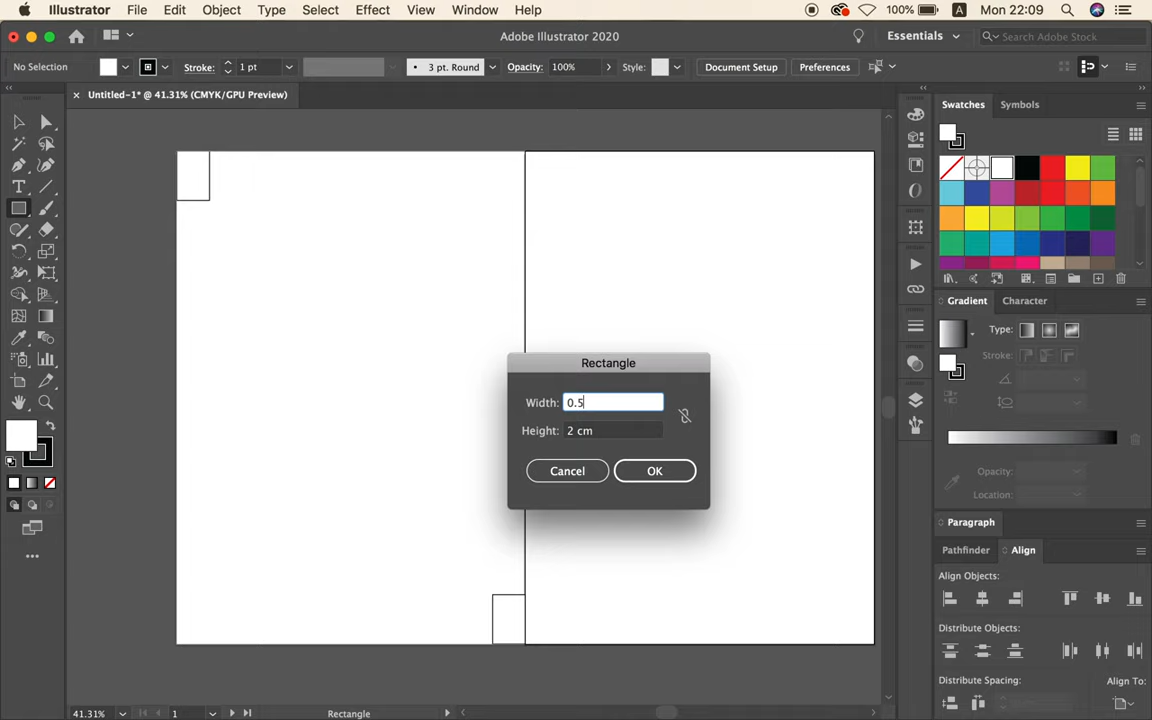 Illustrator File Edit Object Type Select Effect View Window Help 100% A Mon 22:09
Adobe Illustrator 2020 Essentials Search Adobe Stock
No Selection Stroke: 1 pt 3 pt. Round Opacity: 100% Style: Document Setup Preferences
Untitled-1* @ 41.31% (CMYK/GPU Preview)
Swatches Symbols
Rectangle
Width: 0.5
Height: 2 cm
Cancel OK
Gradient Character
Type:
Stroke:
Opacity:
Location:
Paragraph
Pathfinder Align
Align Objects:
Distribute Objects:
Distribute Spacing: Align To:
41.31% 1 Rectangle